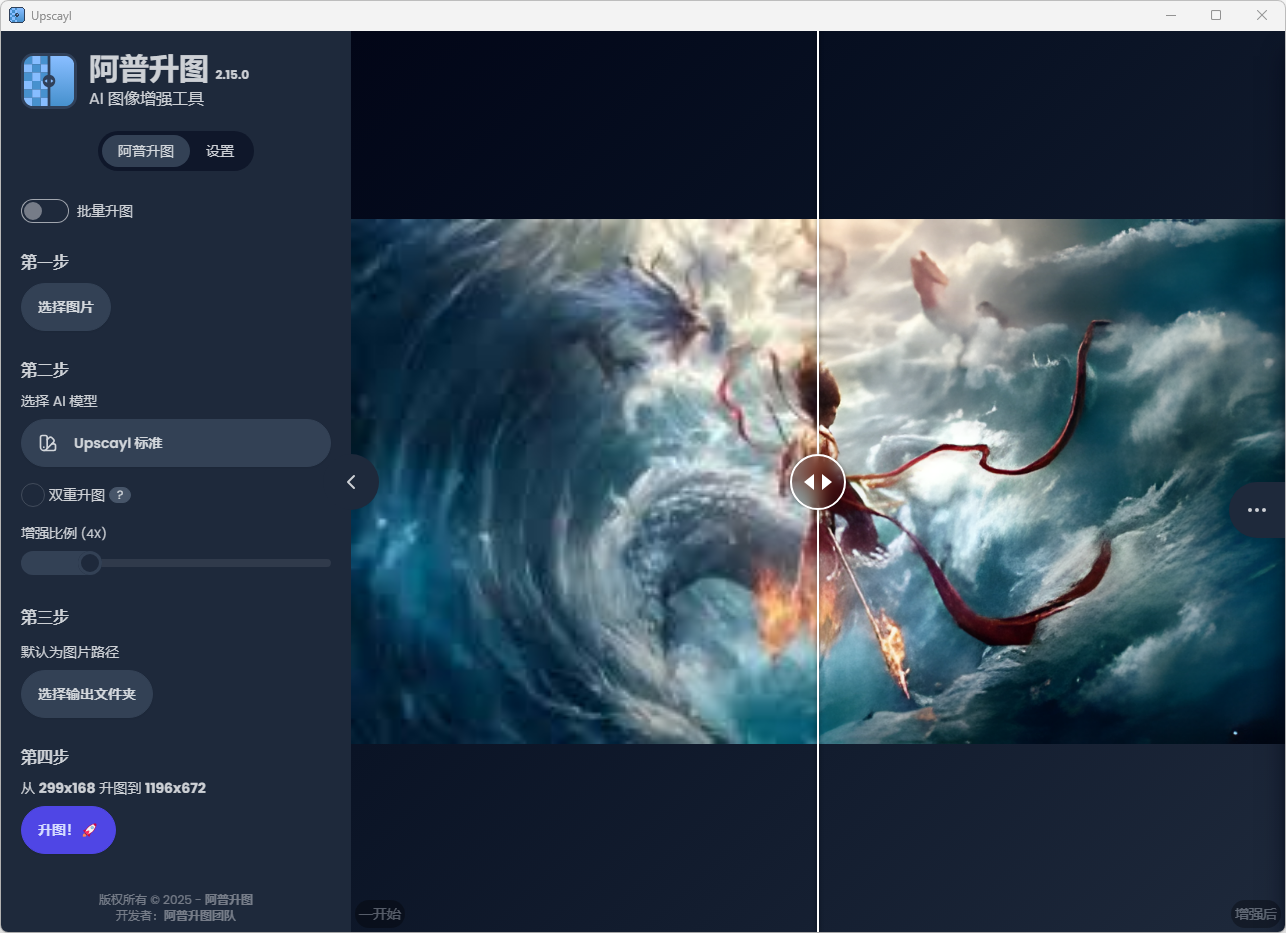 Upscayl
阿普升图 2.15.0
AI 图像增强工具
阿普升图 设置
批量升图
第一步
选择图片
第二步
选择 AI 模型
Upscayl 标准
双重升图 ?
增强比例 (4X)
第三步
默认为图片路径
选择输出文件夹
第四步
从 299x168 升图到 1196x672
升图! 🚀
版权所有 © 2025 - 阿普升图
开发者：阿普升图团队
一开始
增强后